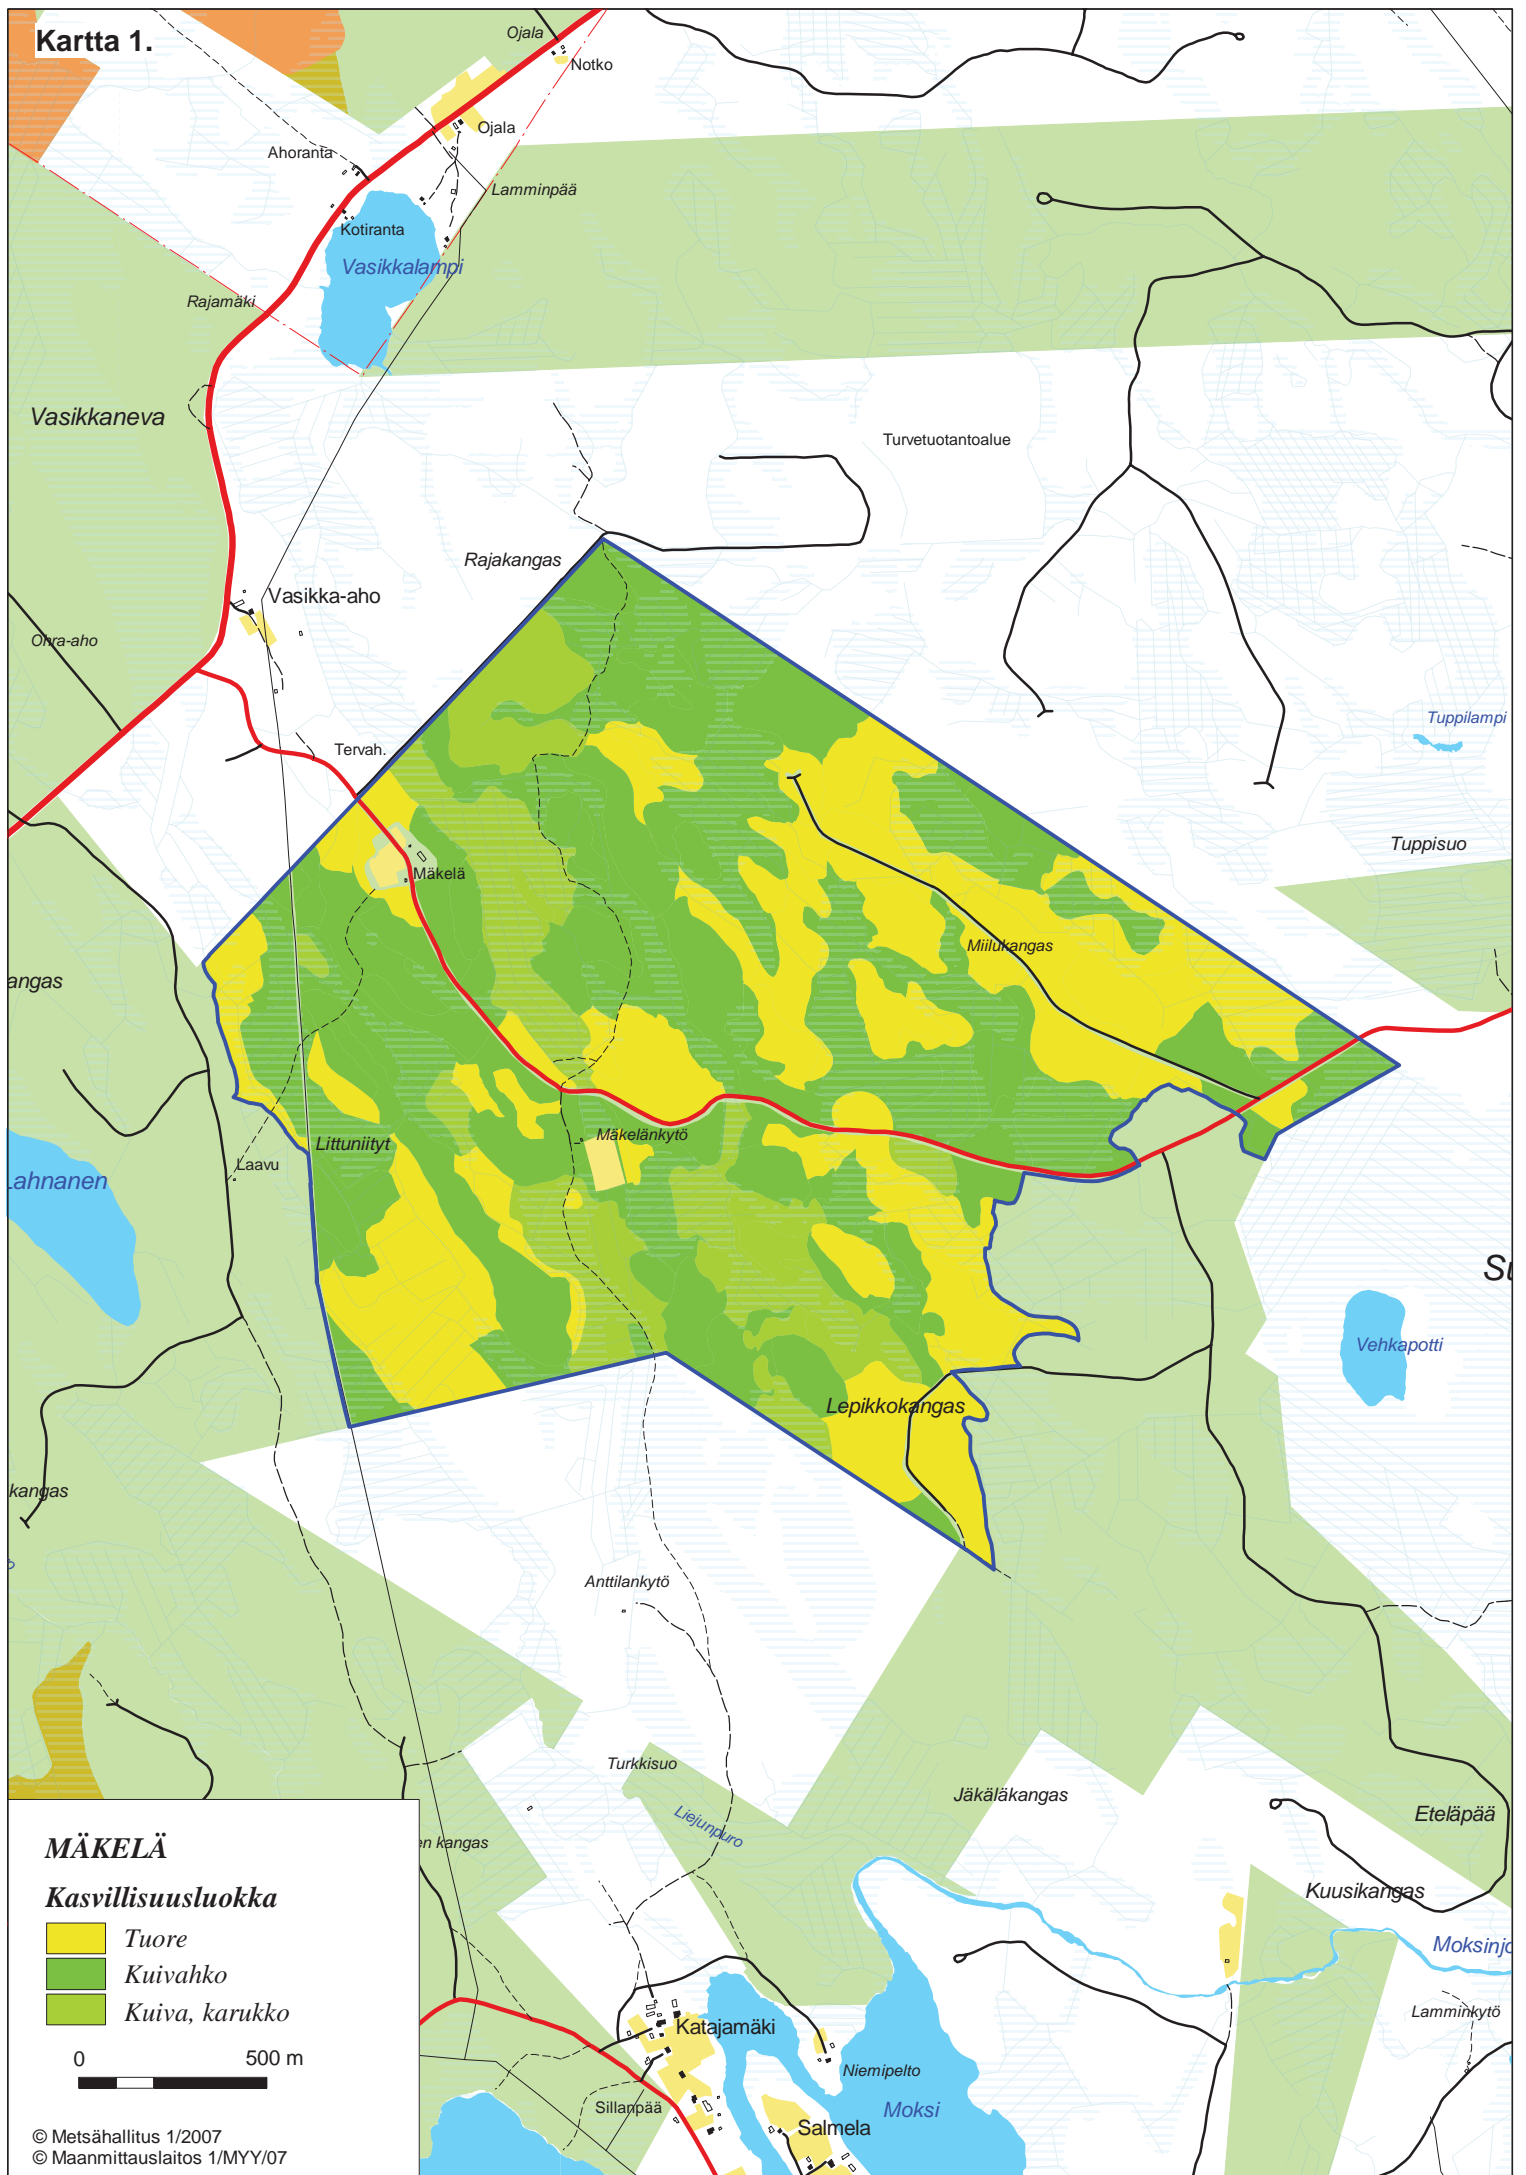 Kartta 1.
Ojala
Notko
Ojala
Ahoranta
Lamminpää
Kotiranta
Vasikkalampi
Rajamäki
Vasikkaneva
Turvetuotantoalue
Rajakangas
Vasikka-aho
Ohra-aho
Tuppilampi
Tervah.
Tuppisuo
Mäkelä
Miilukangas
angas
Mäkelänkytö
Littuniityt
Laavu
Lahnanen
Su
Vehkapotti
Lepikkokangas
kangas
Anttilankytö
Turkkisuo
Jäkäläkangas
Liejunpuro
Eteläpää
en kangas
Kuusikangas
Moksinjo
Lamminkytö
Katajamäki
Niemipelto
Sillanpää
Moksi
Salmela
MÄKELÄ
Kasvillisuusluokka
Tuore
Kuivahko
Kuiva, karukko
0 500 m
© Metsähallitus 1/2007
© Maanmittauslaitos 1/MYY/07